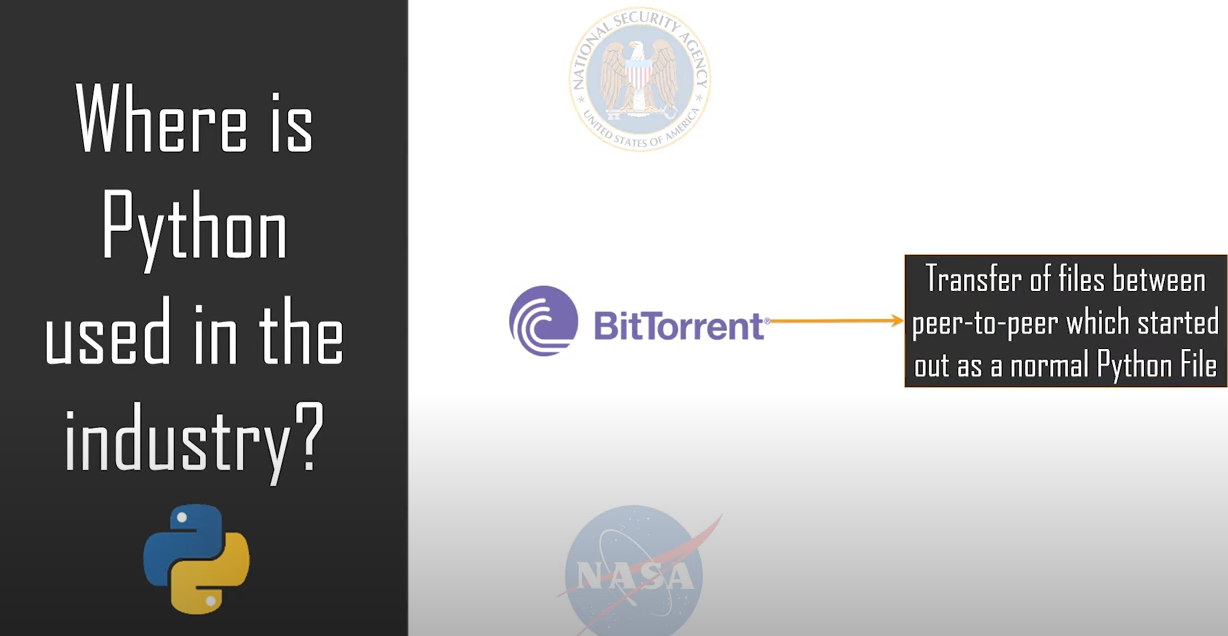 Where is
Python
used in the
industry?
NATIONAL SECURITY AGENCY
UNITED STATES OF AMERICA
BitTorrent®
Transfer of files between
peer-to-peer which started
out as a normal Python File
NASA